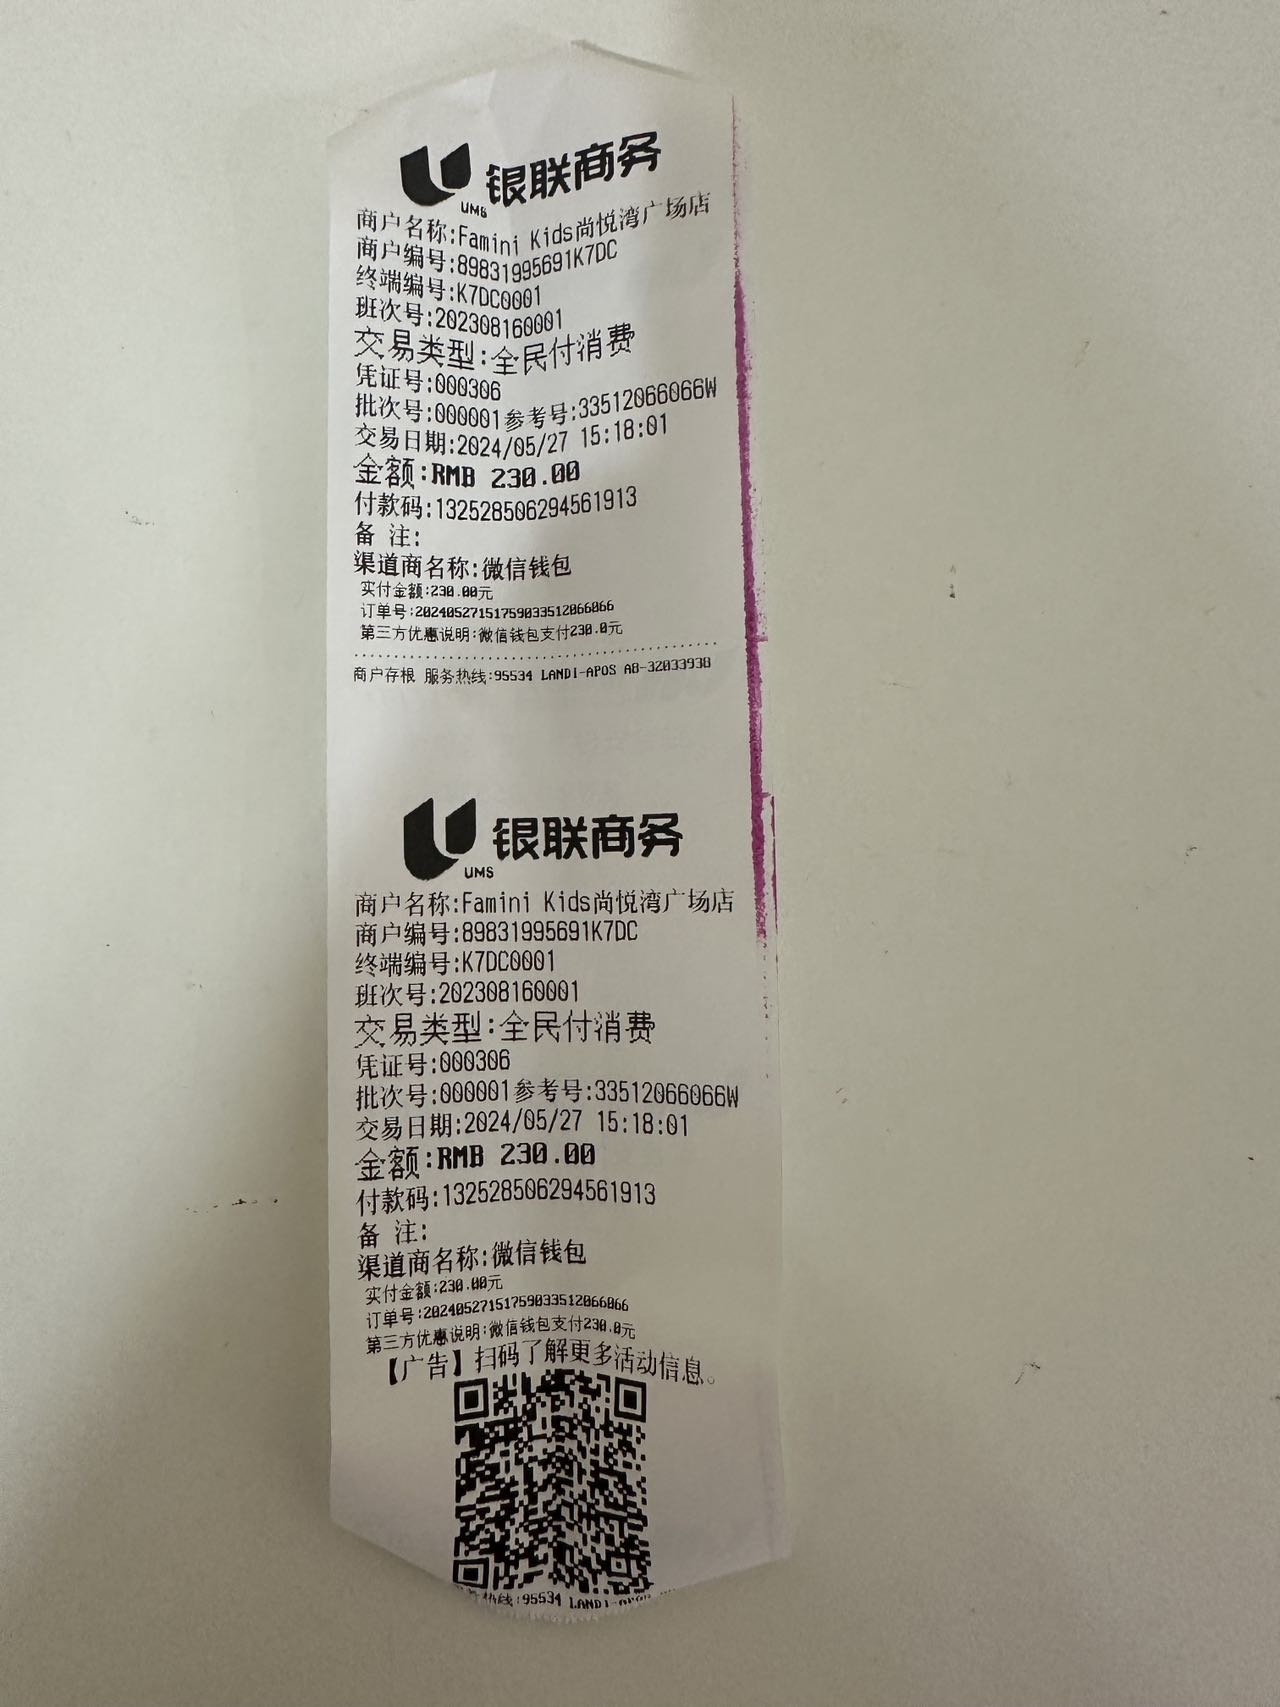 银联商务
UMS
商户名称:Famini Kids尚悦湾广场店
商户编号:89831995691K7DC
终端编号:K7DC0001
班次号:202308160001
交易类型:全民付消费
凭证号:000306
批次号:000001参考号:33512066066W
交易日期:2024/05/27 15:18:01
金额:RMB 230.00
付款码:132528506294561913
备 注:
渠道商名称:微信钱包
实付金额:230.00元
订单号:20240527151759033512066066
第三方优惠说明:微信钱包支付230.0元
商户存根 服务热线:95534 LANDI-APOS A8-32033938
银联商务
UMS
商户名称:Famini Kids尚悦湾广场店
商户编号:89831995691K7DC
终端编号:K7DC0001
班次号:202308160001
交易类型:全民付消费
凭证号:000306
批次号:000001参考号:33512066066W
交易日期:2024/05/27 15:18:01
金额:RMB 230.00
付款码:132528506294561913
备 注:
渠道商名称:微信钱包
实付金额:230.00元
订单号:20240527151759033512066066
第三方优惠说明:微信钱包支付230.0元
【广告】扫码了解更多活动信息。
热线:95534 LANDI-APOS